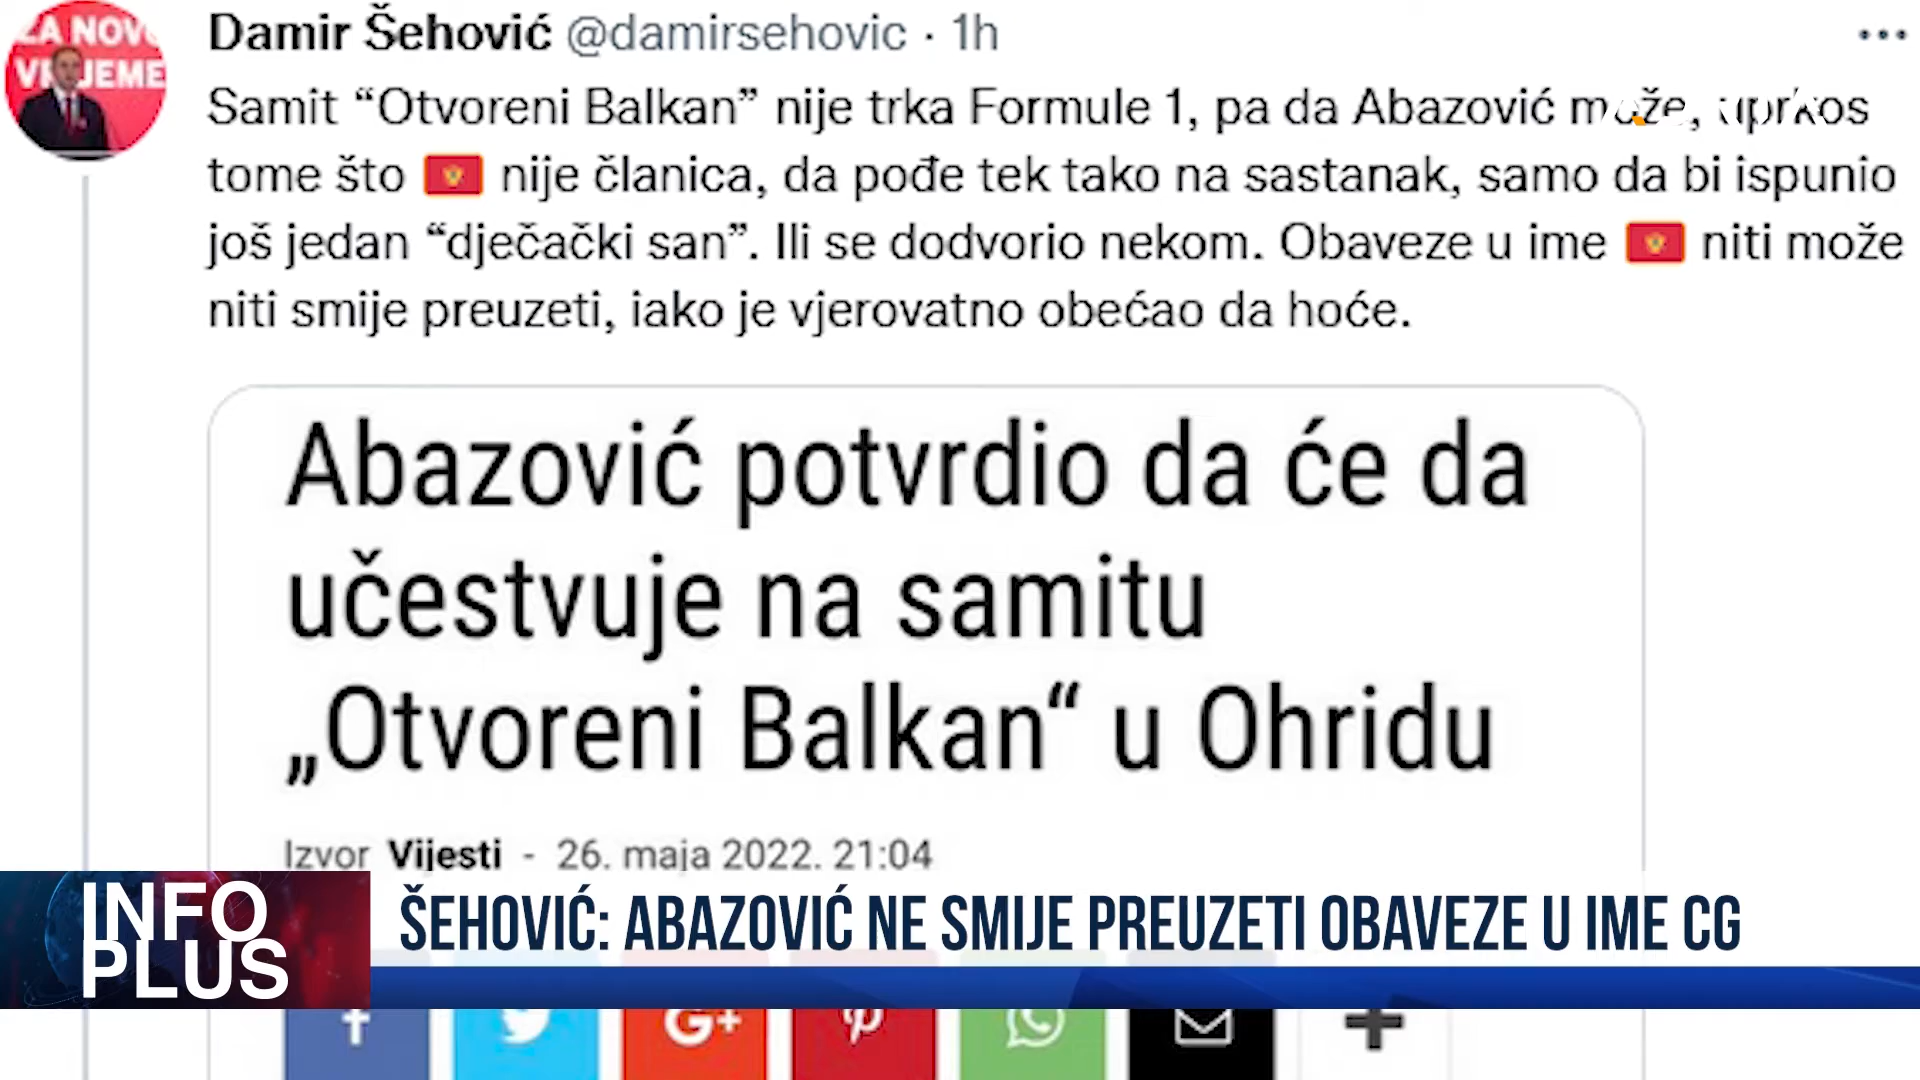 ZA NOVO
VRIJEME
Damir Šehović @damirsehovic · 1h
Samit “Otvoreni Balkan” nije trka Formule 1, pa da Abazović može, uprkos
tome što 🇲🇪 nije članica, da pođe tek tako na sastanak, samo da bi ispunio
još jedan “dječački san”. Ili se dodvorio nekom. Obaveze u ime 🇲🇪 niti može
niti smije preuzeti, iako je vjerovatno obećao da hoće.
Abazović potvrdio da će da
učestvuje na samitu
„Otvoreni Balkan“ u Ohridu
Izvor Vijesti - 26. maja 2022. 21:04
INFO
PLUS
ŠEHOVIĆ: ABAZOVIĆ NE SMIJE PREUZETI OBAVEZE U IME CG
f
G+